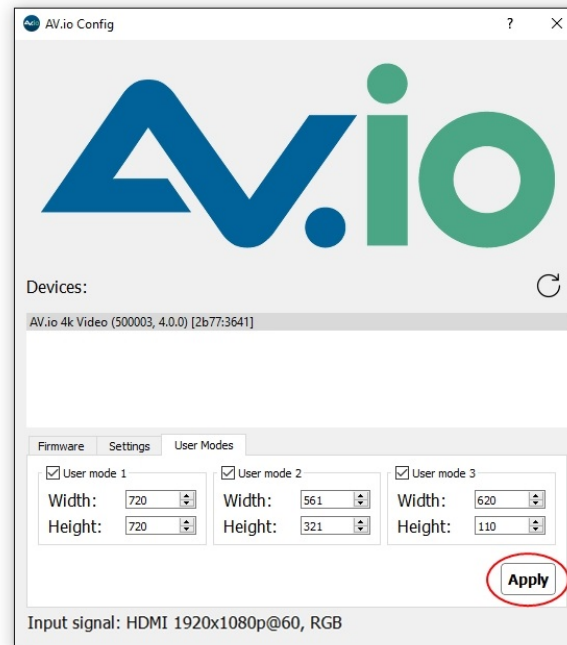 AV.io Config
AV.io
Devices:
AV.io 4k Video (500003, 4.0.0) [2b77:3641]
Firmware Settings User Modes
User mode 1 User mode 2 User mode 3
Width: 720 Width: 561 Width: 620
Height: 720 Height: 321 Height: 110
Apply
Input signal: HDMI 1920x1080p@60, RGB